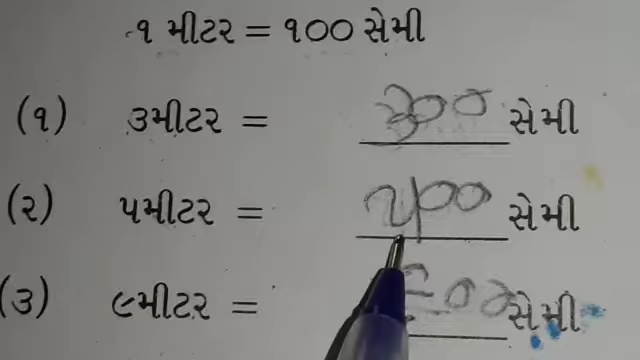 ૧ મીટર = ૧૦૦ સેમી
(૧) ૩મીટર = ૩૦૦ સેમી
(૨) ૫મીટર = ૫૦૦ સેમી
(૩) ૯મીટર = સેમી